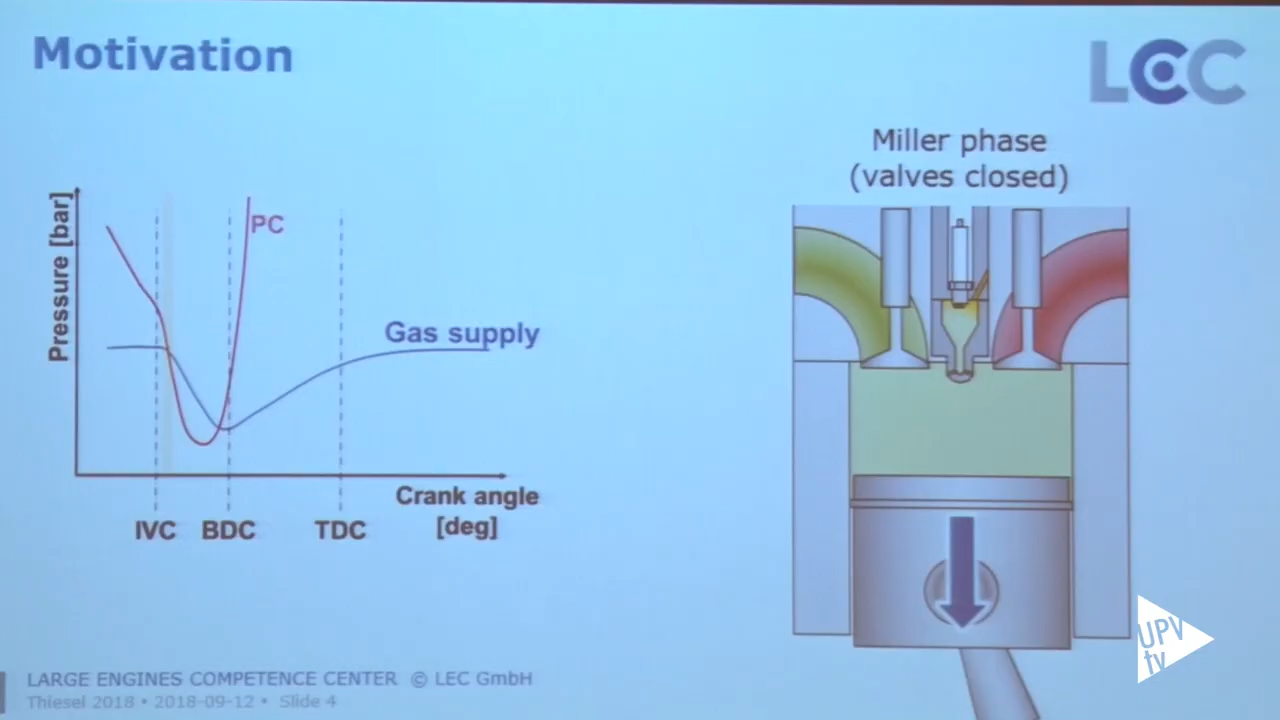 Motivation
LEC
Miller phase
(valves closed)
Pressure [bar]
PC
Gas supply
Crank angle
[deg]
IVC BDC TDC
LARGE ENGINES COMPETENCE CENTER © LEC GmbH
Thiesel 2018 • 2018-09-12 • Slide 4
UPV
tv